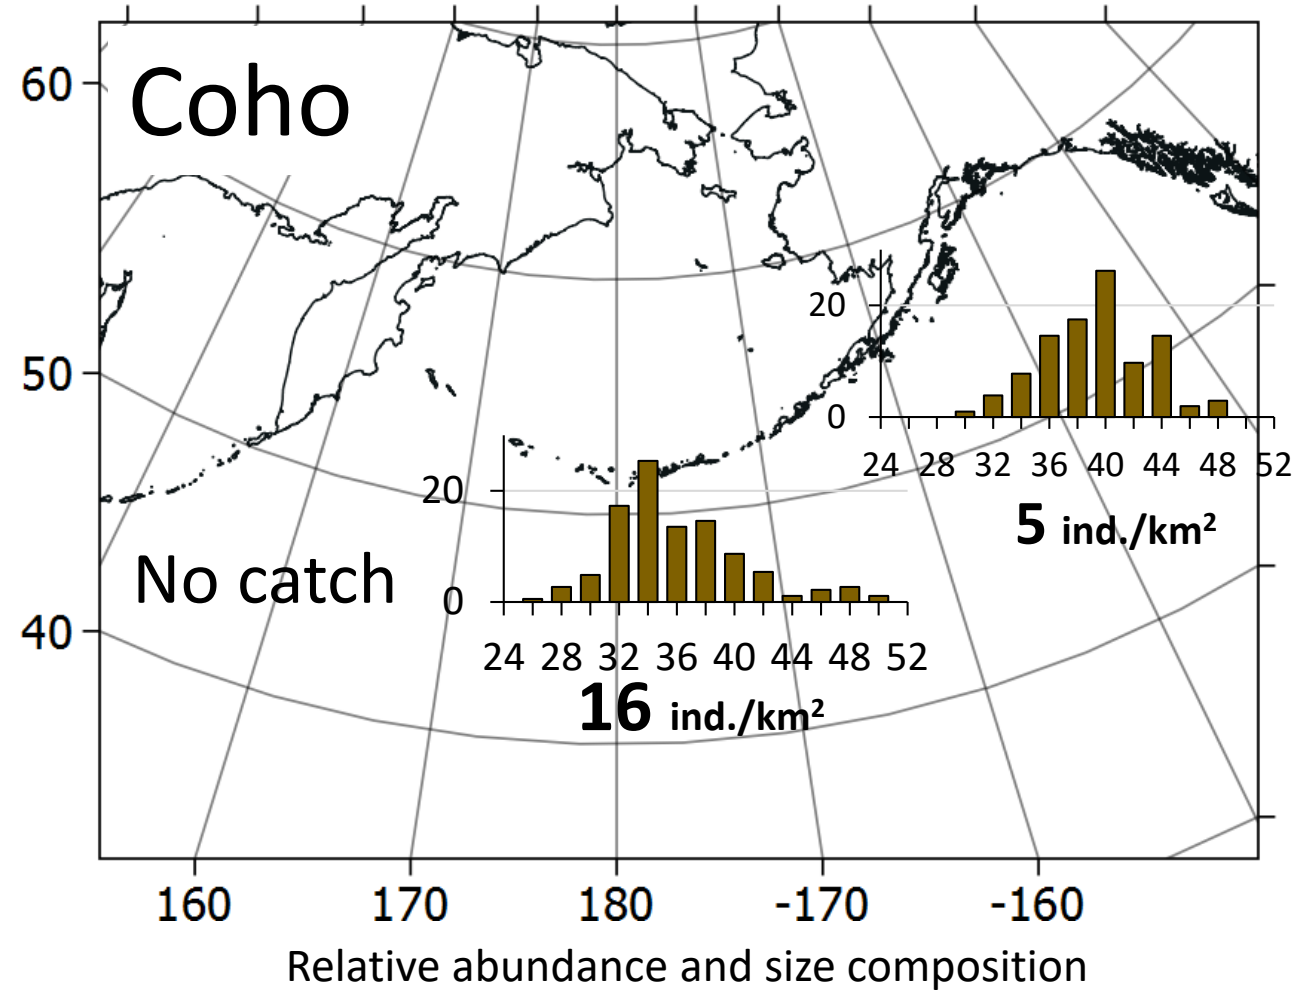 60
Coho
50
20
0
24 28 32 36 40 44 48 52
5 ind./km²
20
No catch
0
40
24 28 32 36 40 44 48 52
16 ind./km²
160 170 180 -170 -160
Relative abundance and size composition